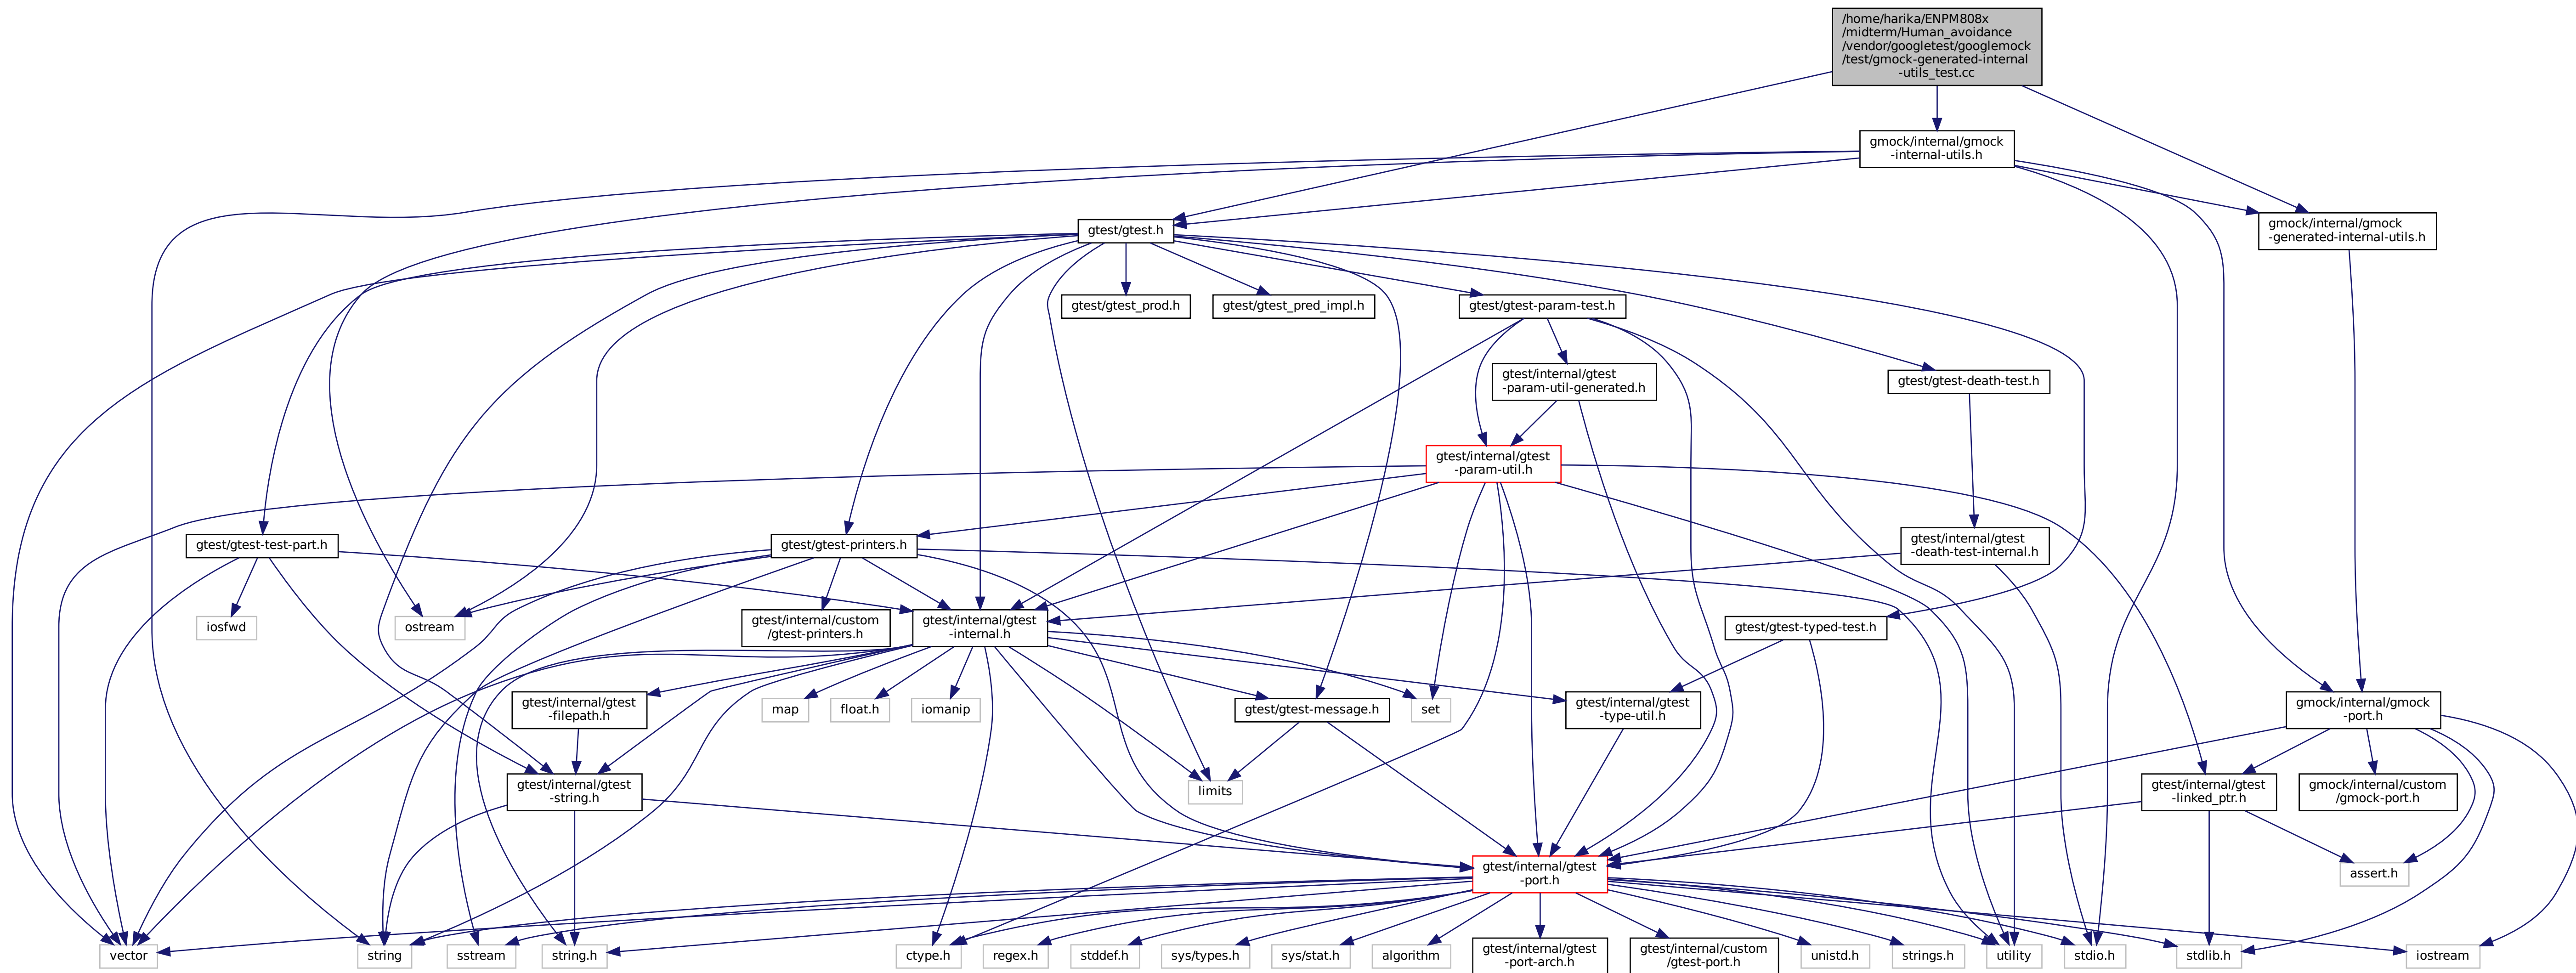 /home/harika/ENPM808x
/midterm/Human_avoidance
/vendor/googletest/googlemock
/test/gmock-generated-internal
-utils_test.cc
gmock/internal/gmock
-internal-utils.h
gtest/gtest.h
gmock/internal/gmock
-generated-internal-utils.h
gtest/gtest_prod.h
gtest/gtest_pred_impl.h
gtest/gtest-param-test.h
gtest/internal/gtest
-param-util-generated.h
gtest/gtest-death-test.h
gtest/internal/gtest
-param-util.h
gtest/gtest-test-part.h
gtest/gtest-printers.h
gtest/internal/gtest
-death-test-internal.h
iosfwd
ostream
gtest/internal/custom
/gtest-printers.h
gtest/internal/gtest
-internal.h
gtest/gtest-typed-test.h
gtest/internal/gtest
-filepath.h
map
float.h
iomanip
gtest/gtest-message.h
set
gtest/internal/gtest
-type-util.h
gmock/internal/gmock
-port.h
gtest/internal/gtest
-string.h
limits
gtest/internal/gtest
-linked_ptr.h
gmock/internal/custom
/gmock-port.h
gtest/internal/gtest
-port.h
assert.h
vector
string
sstream
string.h
ctype.h
regex.h
stddef.h
sys/types.h
sys/stat.h
algorithm
gtest/internal/gtest
-port-arch.h
gtest/internal/custom
/gtest-port.h
unistd.h
strings.h
utility
stdio.h
stdlib.h
iostream